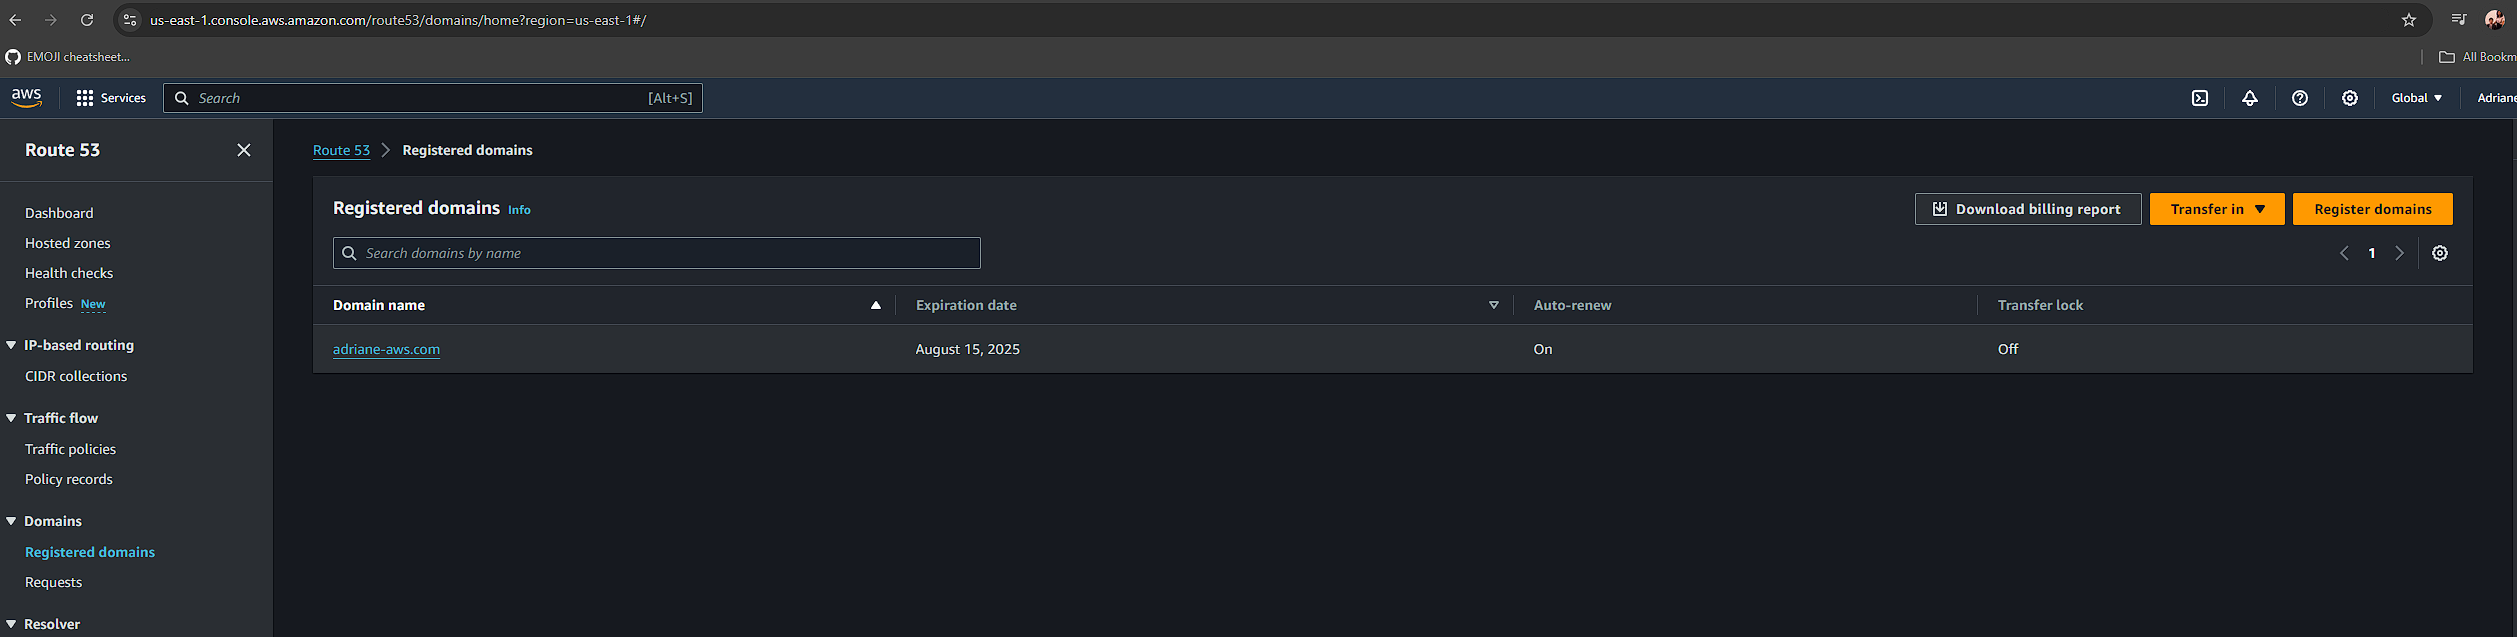 us-east-1.console.aws.amazon.com/route53/domains/home?region=us-east-1#/
EMOJI cheatsheet...
All Bookm
aws
Services
Search
[Alt+S]
Global
Adriane
Route 53
Dashboard
Hosted zones
Health checks
Profiles New
IP-based routing
CIDR collections
Traffic flow
Traffic policies
Policy records
Domains
Registered domains
Requests
Resolver
Route 53 Registered domains
Registered domains Info
Download billing report
Transfer in
Register domains
Search domains by name
1
Domain name Expiration date Auto-renew Transfer lock
adriane-aws.com August 15, 2025 On Off